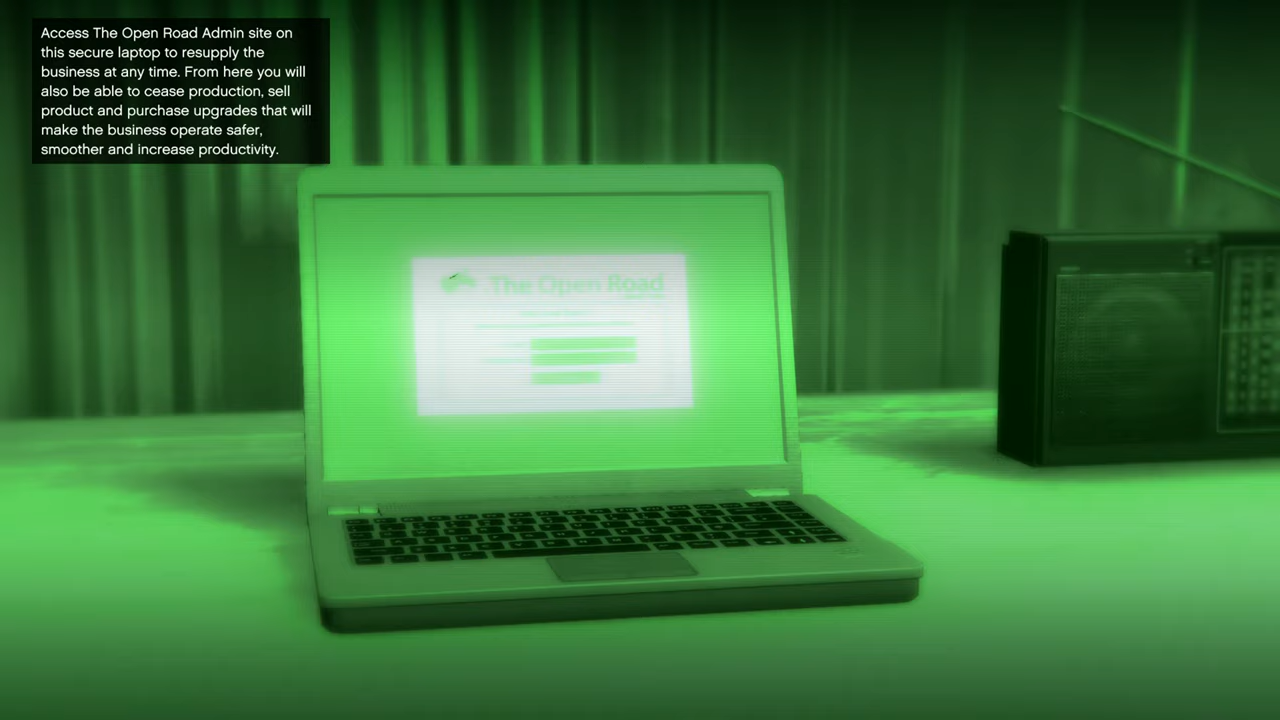 Access The Open Road Admin site on
this secure laptop to resupply the
business at any time. From here you will
also be able to cease production, sell
product and purchase upgrades that will
make the business operate safer,
smoother and increase productivity.
The Open Road